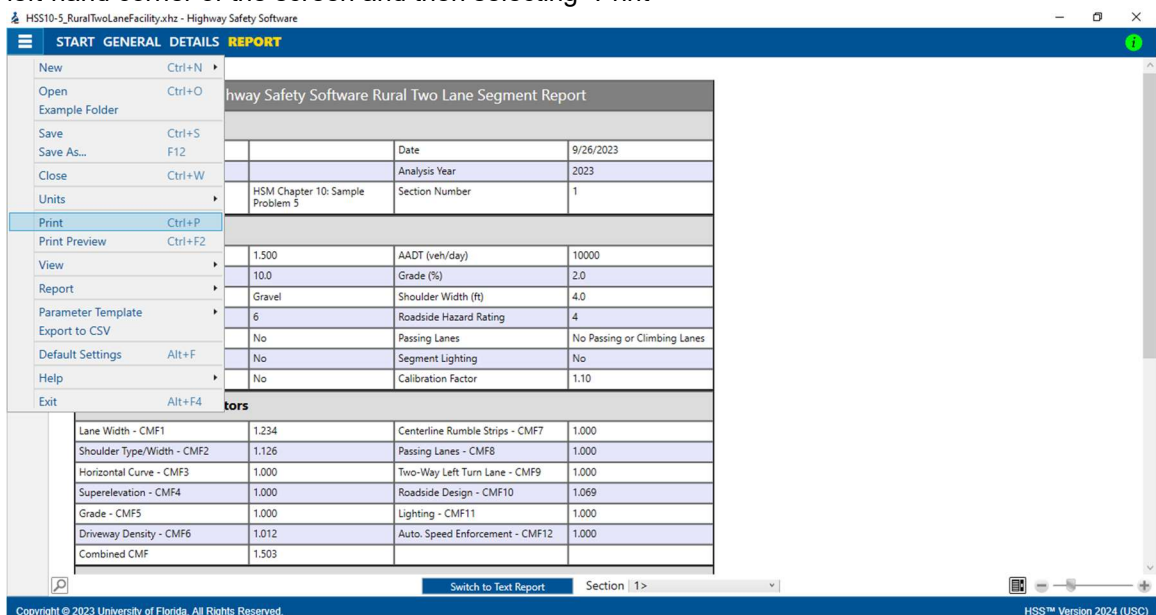 left hand corner of the screen and then selecting "Print"
HSS10-5_RuralTwoLaneFacility.xhz - Highway Safety Software
START GENERAL DETAILS REPORT
New Ctrl+N
Open Ctrl+O
Example Folder
Save Ctrl+S
Save As... F12
Close Ctrl+W
Units
Print Ctrl+P
Print Preview Ctrl+F2
View
Report
Parameter Template
Export to CSV
Default Settings Alt+F
Help
Exit Alt+F4
hway Safety Software Rural Two Lane Segment Report
Date 9/26/2023
Analysis Year 2023
HSM Chapter 10: Sample Problem 5 Section Number 1
1.500 AADT (veh/day) 10000
10.0 Grade (%) 2.0
Gravel Shoulder Width (ft) 4.0
6 Roadside Hazard Rating 4
No Passing Lanes No Passing or Climbing Lanes
No Segment Lighting No
No Calibration Factor 1.10
tors
Lane Width - CMF1 1.234 Centerline Rumble Strips - CMF7 1.000
Shoulder Type/Width - CMF2 1.126 Passing Lanes - CMF8 1.000
Horizontal Curve - CMF3 1.000 Two-Way Left Turn Lane - CMF9 1.000
Superelevation - CMF4 1.000 Roadside Design - CMF10 1.069
Grade - CMF5 1.000 Lighting - CMF11 1.000
Driveway Density - CMF6 1.012 Auto. Speed Enforcement - CMF12 1.000
Combined CMF 1.503
Switch to Text Report Section 1>
Copyright © 2023 University of Florida. All Rights Reserved. HSS™ Version 2024 (USC)